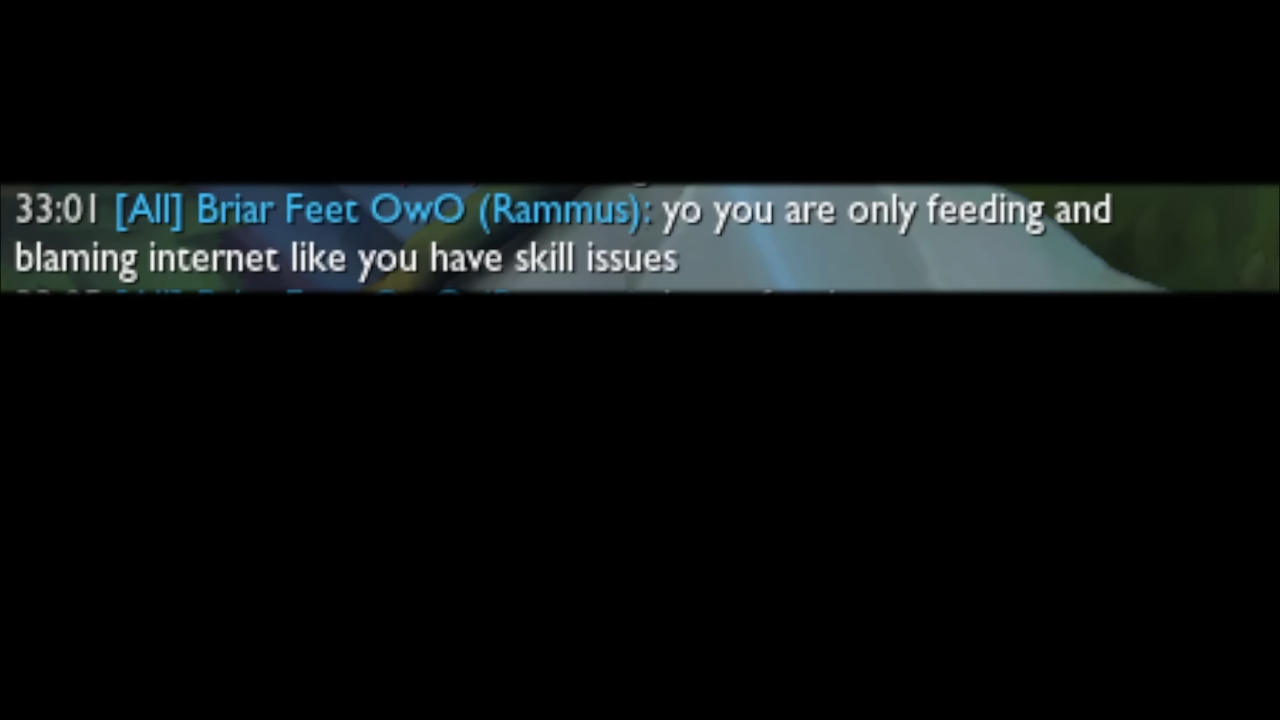 33:01 [All] Briar Feet OwO (Rammus): yo you are only feeding and
blaming internet like you have skill issues